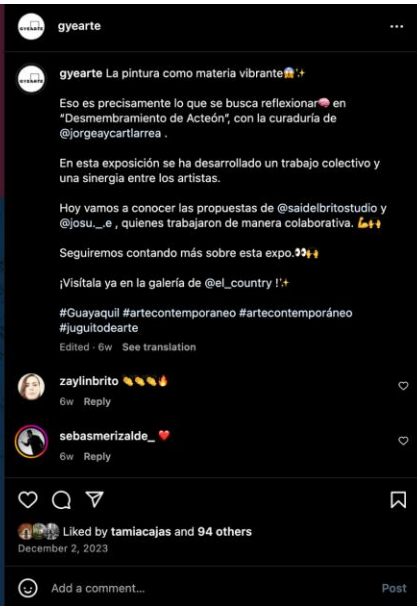 GYEARTE
gyearte
GYEARTE
gyearte La pintura como materia vibrante
Eso es precisamente lo que se busca reflexionar en
“Desmembramiento de Acteón”, con la curaduría de
@jorgeaycartlarrea .
En esta exposición se ha desarrollado un trabajo colectivo y
una sinergia entre los artistas.
Hoy vamos a conocer las propuestas de @saidelbritostudio y
@josu._.e , quienes trabajaron de manera colaborativa.
Seguiremos contando más sobre esta expo.
¡Visítala ya en la galería de @el_country !
#Guayaquil #artecontemporaneo #artecontemporáneo
#juguitodearte
Edited · 6w See translation
zaylinbrito
6w Reply
sebasmerizalde_
6w Reply
Liked by tamiacajas and 94 others
December 2, 2023
Add a comment...
Post